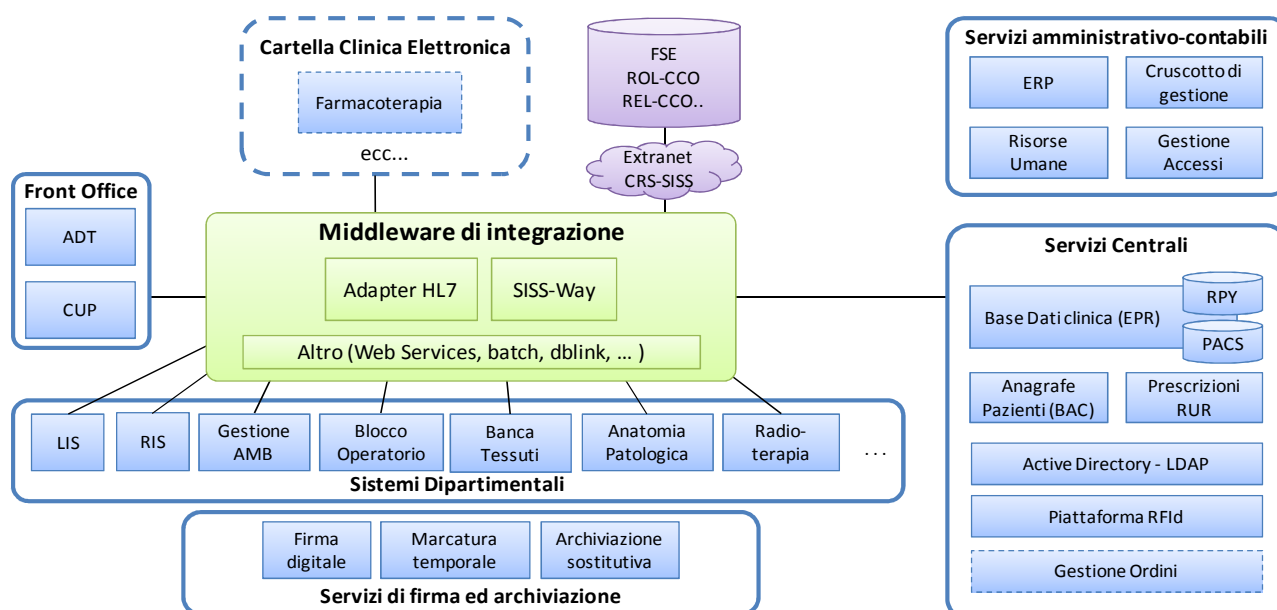 Cartella Clinica Elettronica
Farmacoterapia
ecc...
FSE
ROL-CCO
REL-CCO..
Extranet
CRS-SISS
Servizi amministrativo-contabili
ERP
Cruscotto di
gestione
Risorse
Umane
Gestione
Accessi
Front Office
ADT
CUP
Middleware di integrazione
Adapter HL7
SISS-Way
Altro (Web Services, batch, dblink, ... )
Servizi Centrali
Base Dati clinica (EPR)
RPY
PACS
Anagrafe
Pazienti (BAC)
Prescrizioni
RUR
Active Directory - LDAP
Piattaforma RFId
Gestione Ordini
LIS
RIS
Gestione
AMB
Blocco
Operatorio
Banca
Tessuti
Anatomia
Patologica
Radio-
terapia
...
Sistemi Dipartimentali
Firma
digitale
Marcatura
temporale
Archiviazione
sostitutiva
Servizi di firma ed archiviazione